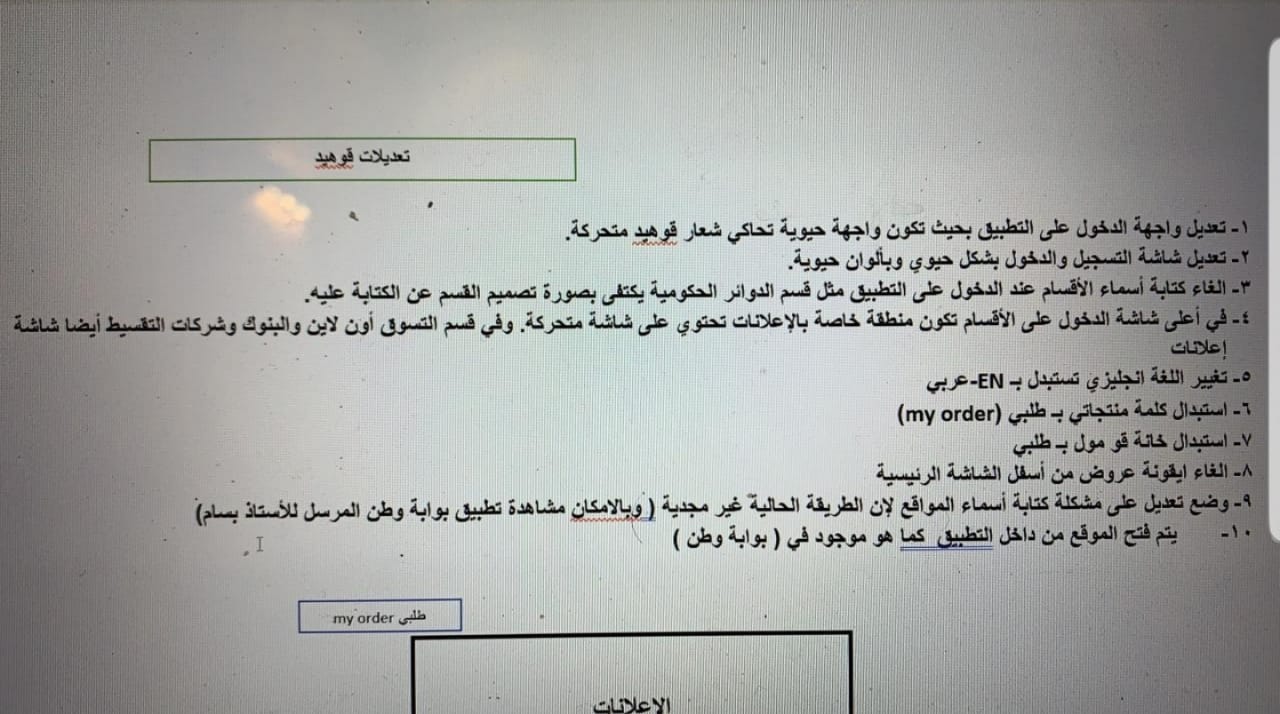 تعديلات قوهيد
١- تعديل واجهة الدخول على التطبيق بحيث تكون واجهة حيوية تحاكي شعار قوهيد متحركة.
٢- تعديل شاشة التسجيل والدخول بشكل حيوي وبألوان حيوية.
٣- الغاء كتابة أسماء الأقسام عند الدخول على التطبيق مثل قسم الدوائر الحكومية يكتفى بصورة تصميم القسم عن الكتابة عليه.
٤- في أعلى شاشة الدخول على الأقسام تكون منطقة خاصة بالإعلانات تحتوي على شاشة متحركة. وفي قسم التسوق أون لاين والبنوك وشركات التقسيط أيضا شاشة
إعلانات
٥- تغيير اللغة انجليزي تستبدل بـ EN-عربي
٦- استبدال كلمة منتجاتي بـ طلبي (my order)
٧- استبدال خانة قو مول بـ طلبي
٨- الغاء ايقونة عروض من أسفل الشاشة الرئيسية
٩- وضع تعديل على مشكلة كتابة أسماء المواقع لإن الطريقة الحالية غير مجدية ( وبالامكان مشاهدة تطبيق بوابة وطن المرسل للأستاذ بسام)
١٠- يتم فتح الموقع من داخل التطبيق كما هو موجود في ( بوابة وطن )
طلبي my order
الاعلانات